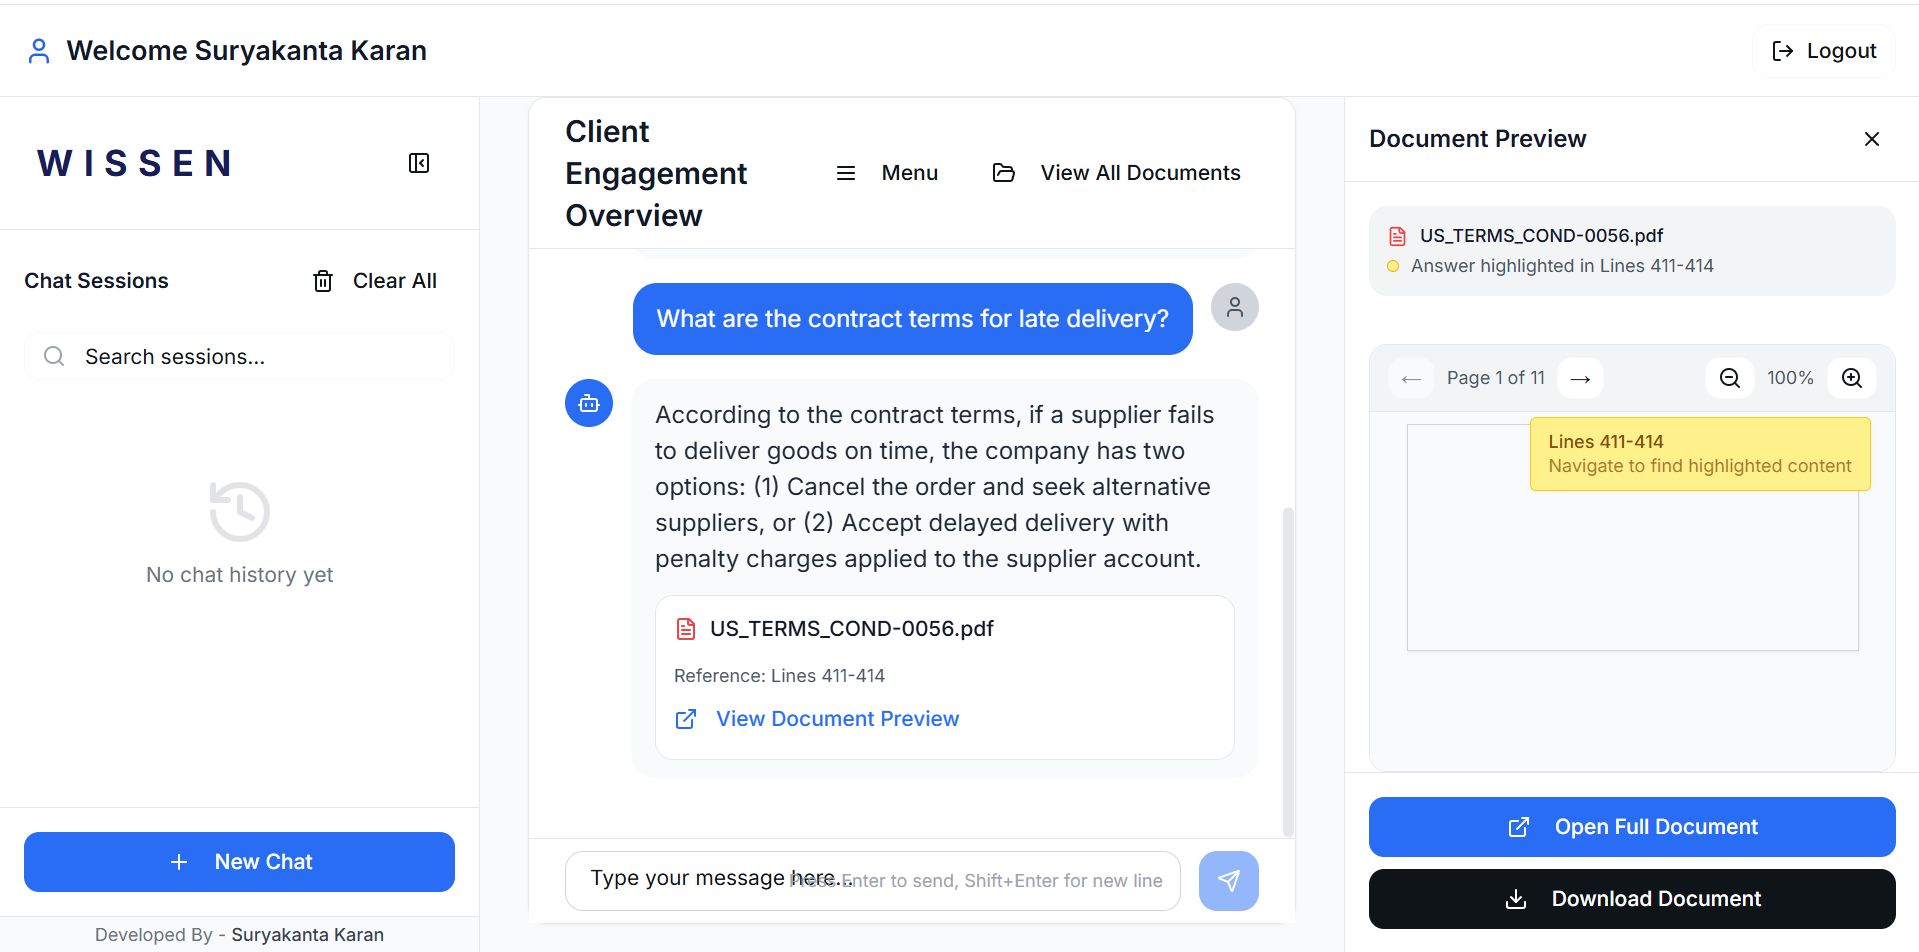 Welcome Suryakanta Karan
Logout
WISSEN
Chat Sessions
Clear All
Search sessions...
No chat history yet
New Chat
Developed By - Suryakanta Karan
Client
Engagement
Overview
Menu
View All Documents
What are the contract terms for late delivery?
According to the contract terms, if a supplier fails
to deliver goods on time, the company has two
options: (1) Cancel the order and seek alternative
suppliers, or (2) Accept delayed delivery with
penalty charges applied to the supplier account.
US_TERMS_COND-0056.pdf
Reference: Lines 411-414
View Document Preview
Type your message here...
Press Enter to send, Shift+Enter for new line
Document Preview
US_TERMS_COND-0056.pdf
Answer highlighted in Lines 411-414
← Page 1 of 11 →
100%
Lines 411-414
Navigate to find highlighted content
Open Full Document
Download Document